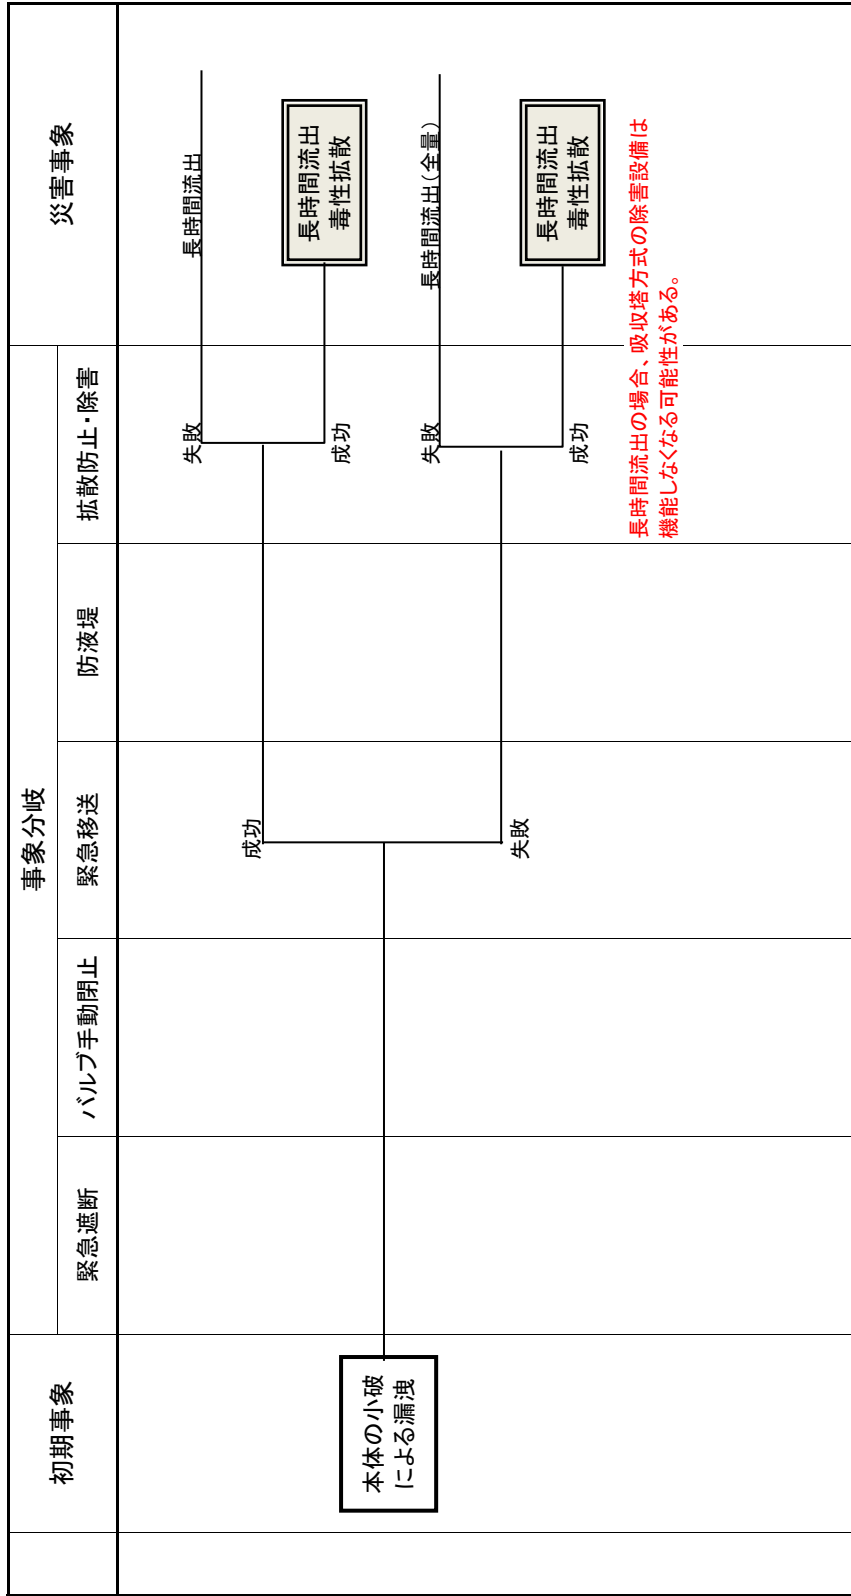 初期事象
事象分岐
災害事象
緊急遮断
バルブ手動閉止
緊急移送
防液堤
拡散防止・除害
本体の小破
による漏洩
成功
失敗
失敗
長時間流出
成功
長時間流出
毒性拡散
失敗
長時間流出(全量)
成功
長時間流出
毒性拡散
長時間流出の場合、吸収塔方式の除害設備は
機能しなくなる可能性がある。